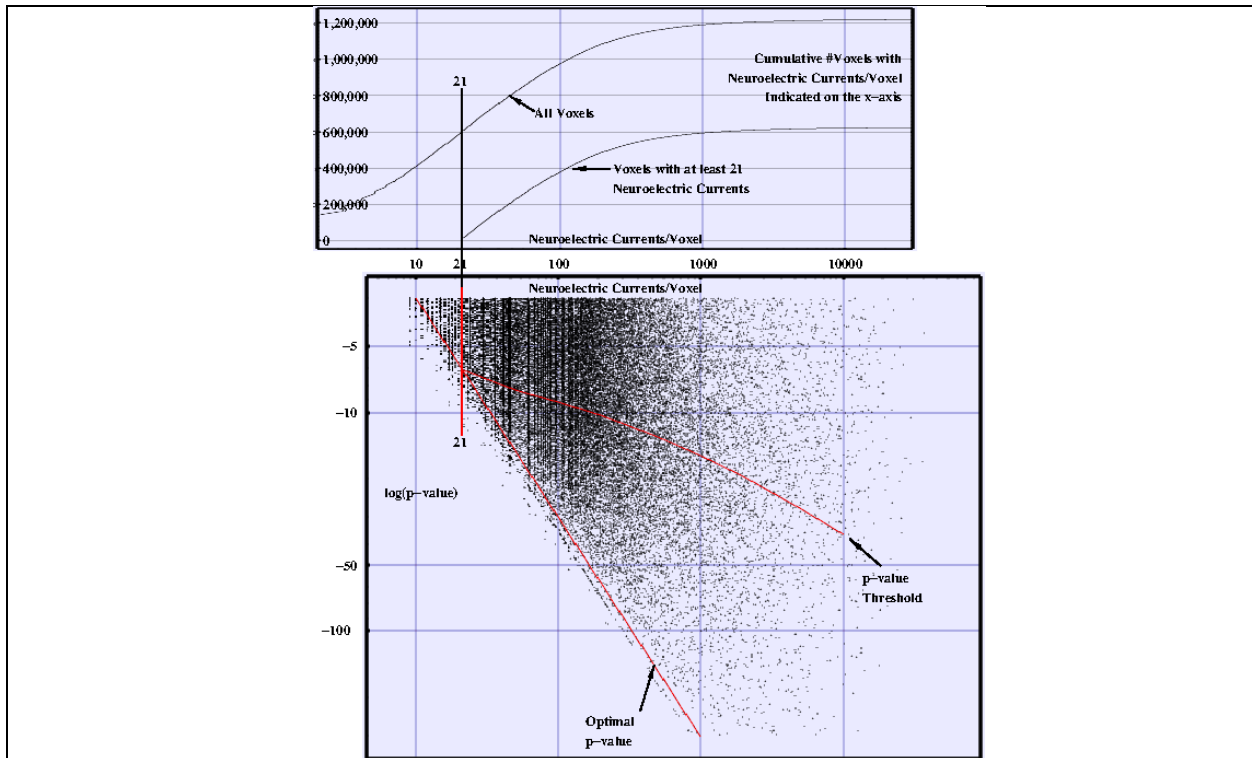 1,200,000
1,000,000
800,000
600,000
400,000
200,000
0
21
All Voxels
Cumulative #Voxels with
Neuroelectric Currents/Voxel
Indicated on the x-axis
Voxels with at least 21
Neuroelectric Currents
Neuroelectric Currents/Voxel
10 21 100 1000 10000
Neuroelectric Currents/Voxel
-5
-10
21
log(p-value)
-50
p-value
Threshold
-100
Optimal
p-value